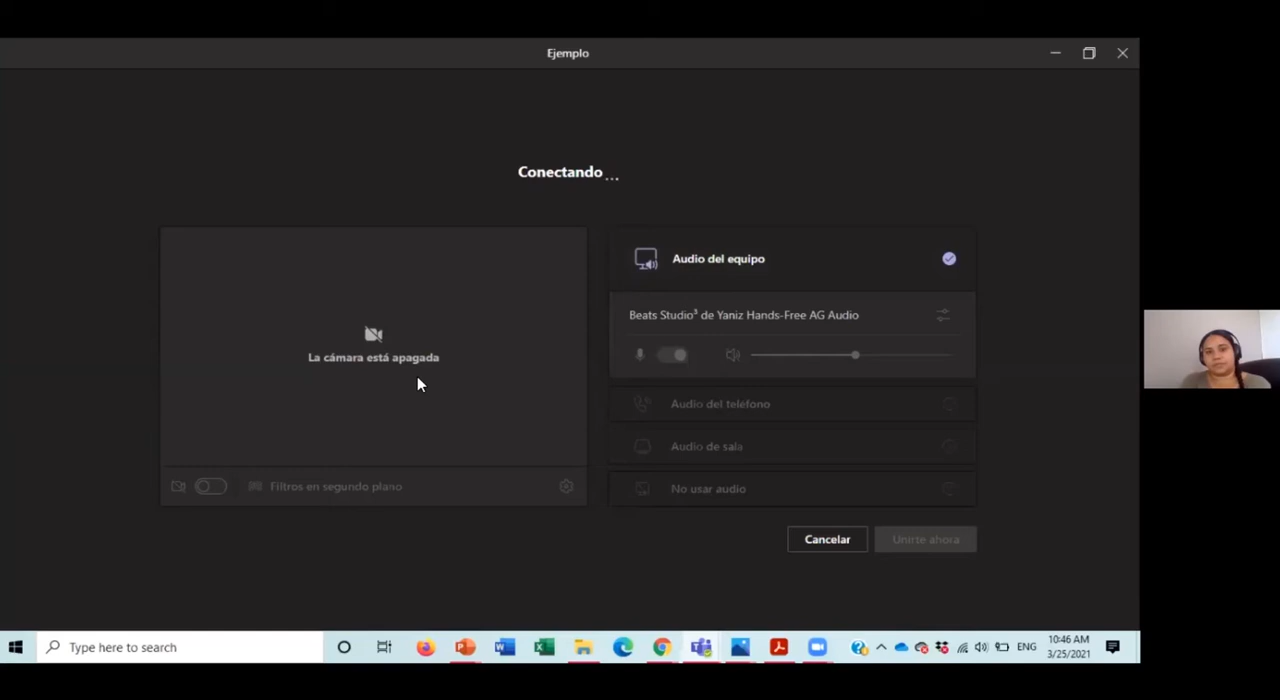 Ejemplo
Conectando...
La cámara está apagada
Filtros en segundo plano
Audio del equipo
Beats Studio³ de Yaniz Hands-Free AG Audio
Audio del teléfono
Audio de sala
No usar audio
Cancelar
Unirte ahora
Type here to search
ENG
10:46 AM
3/25/2021